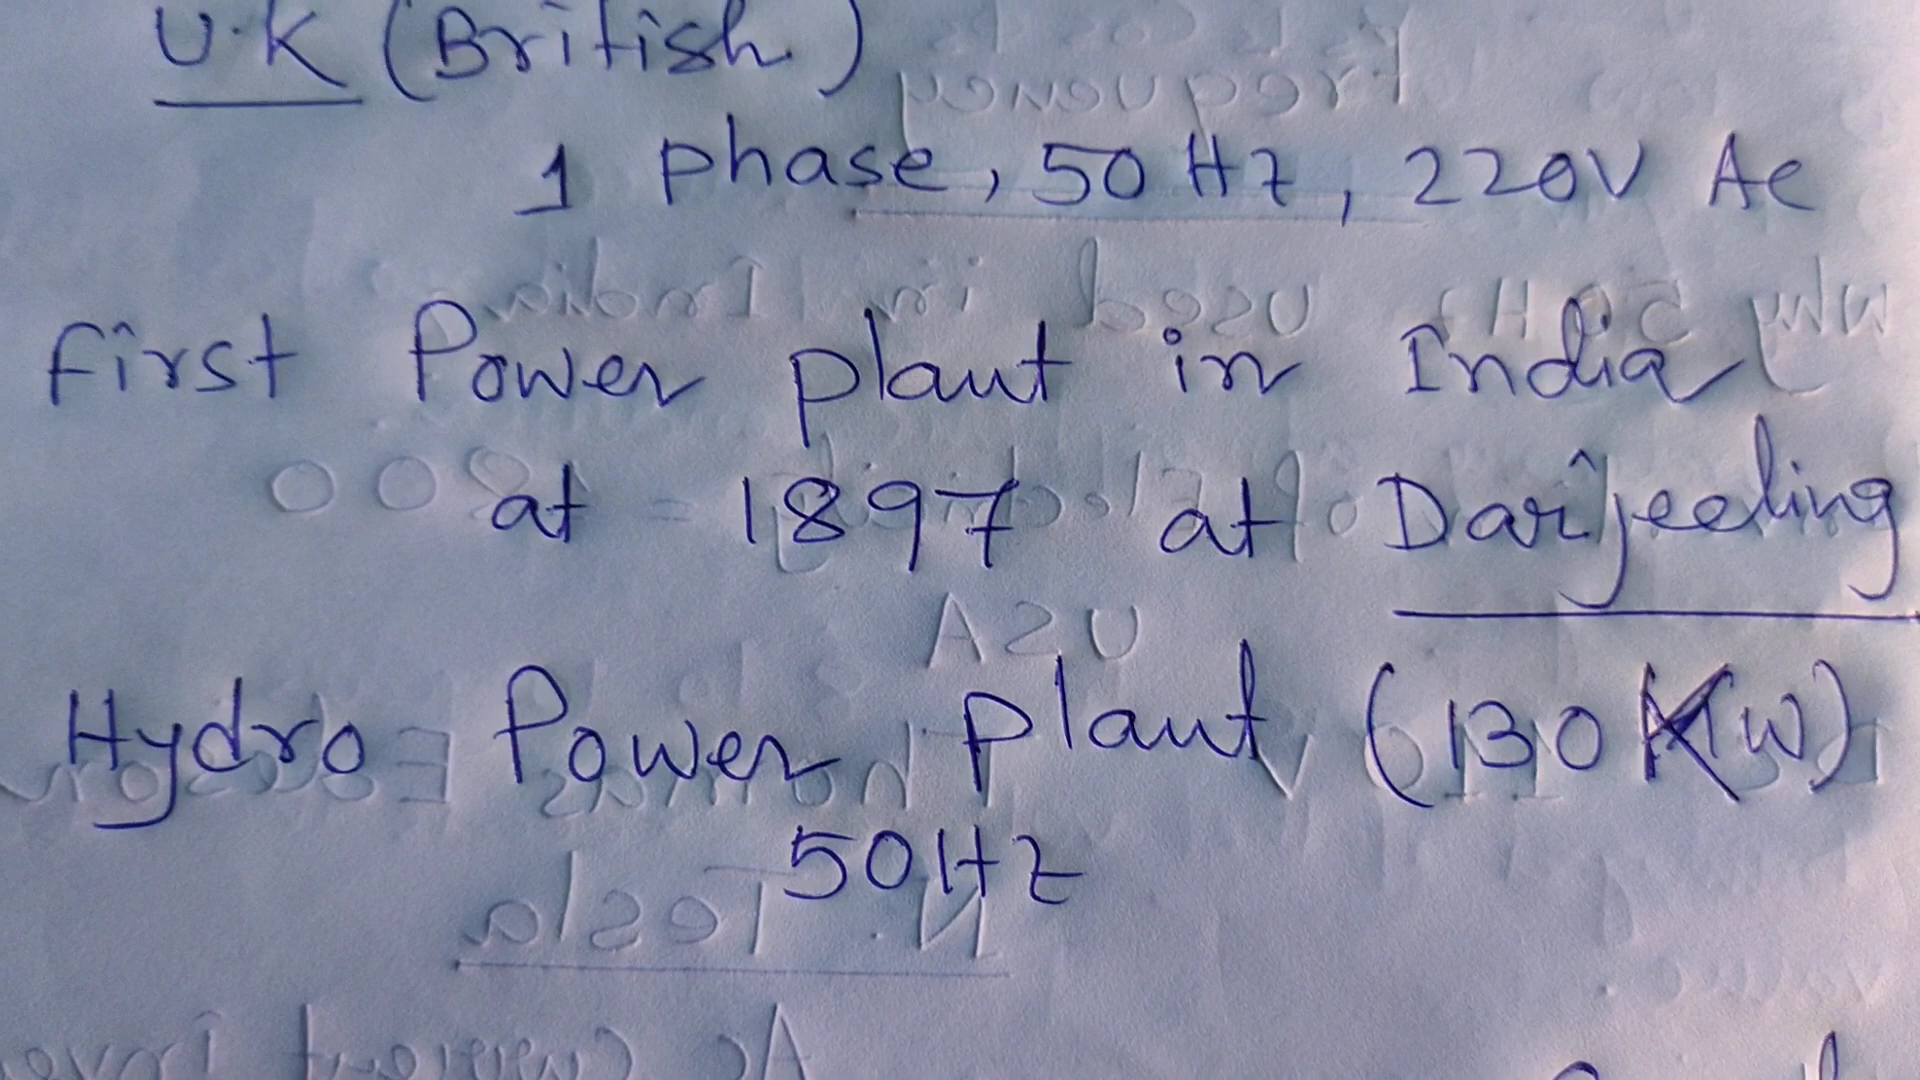 U.K (British)
1 Phase, 50 Hz, 220V Ac
first Power plant in India
at 1897 at Darjeeling
Hydro Power Plant (130 KW)
50Hz